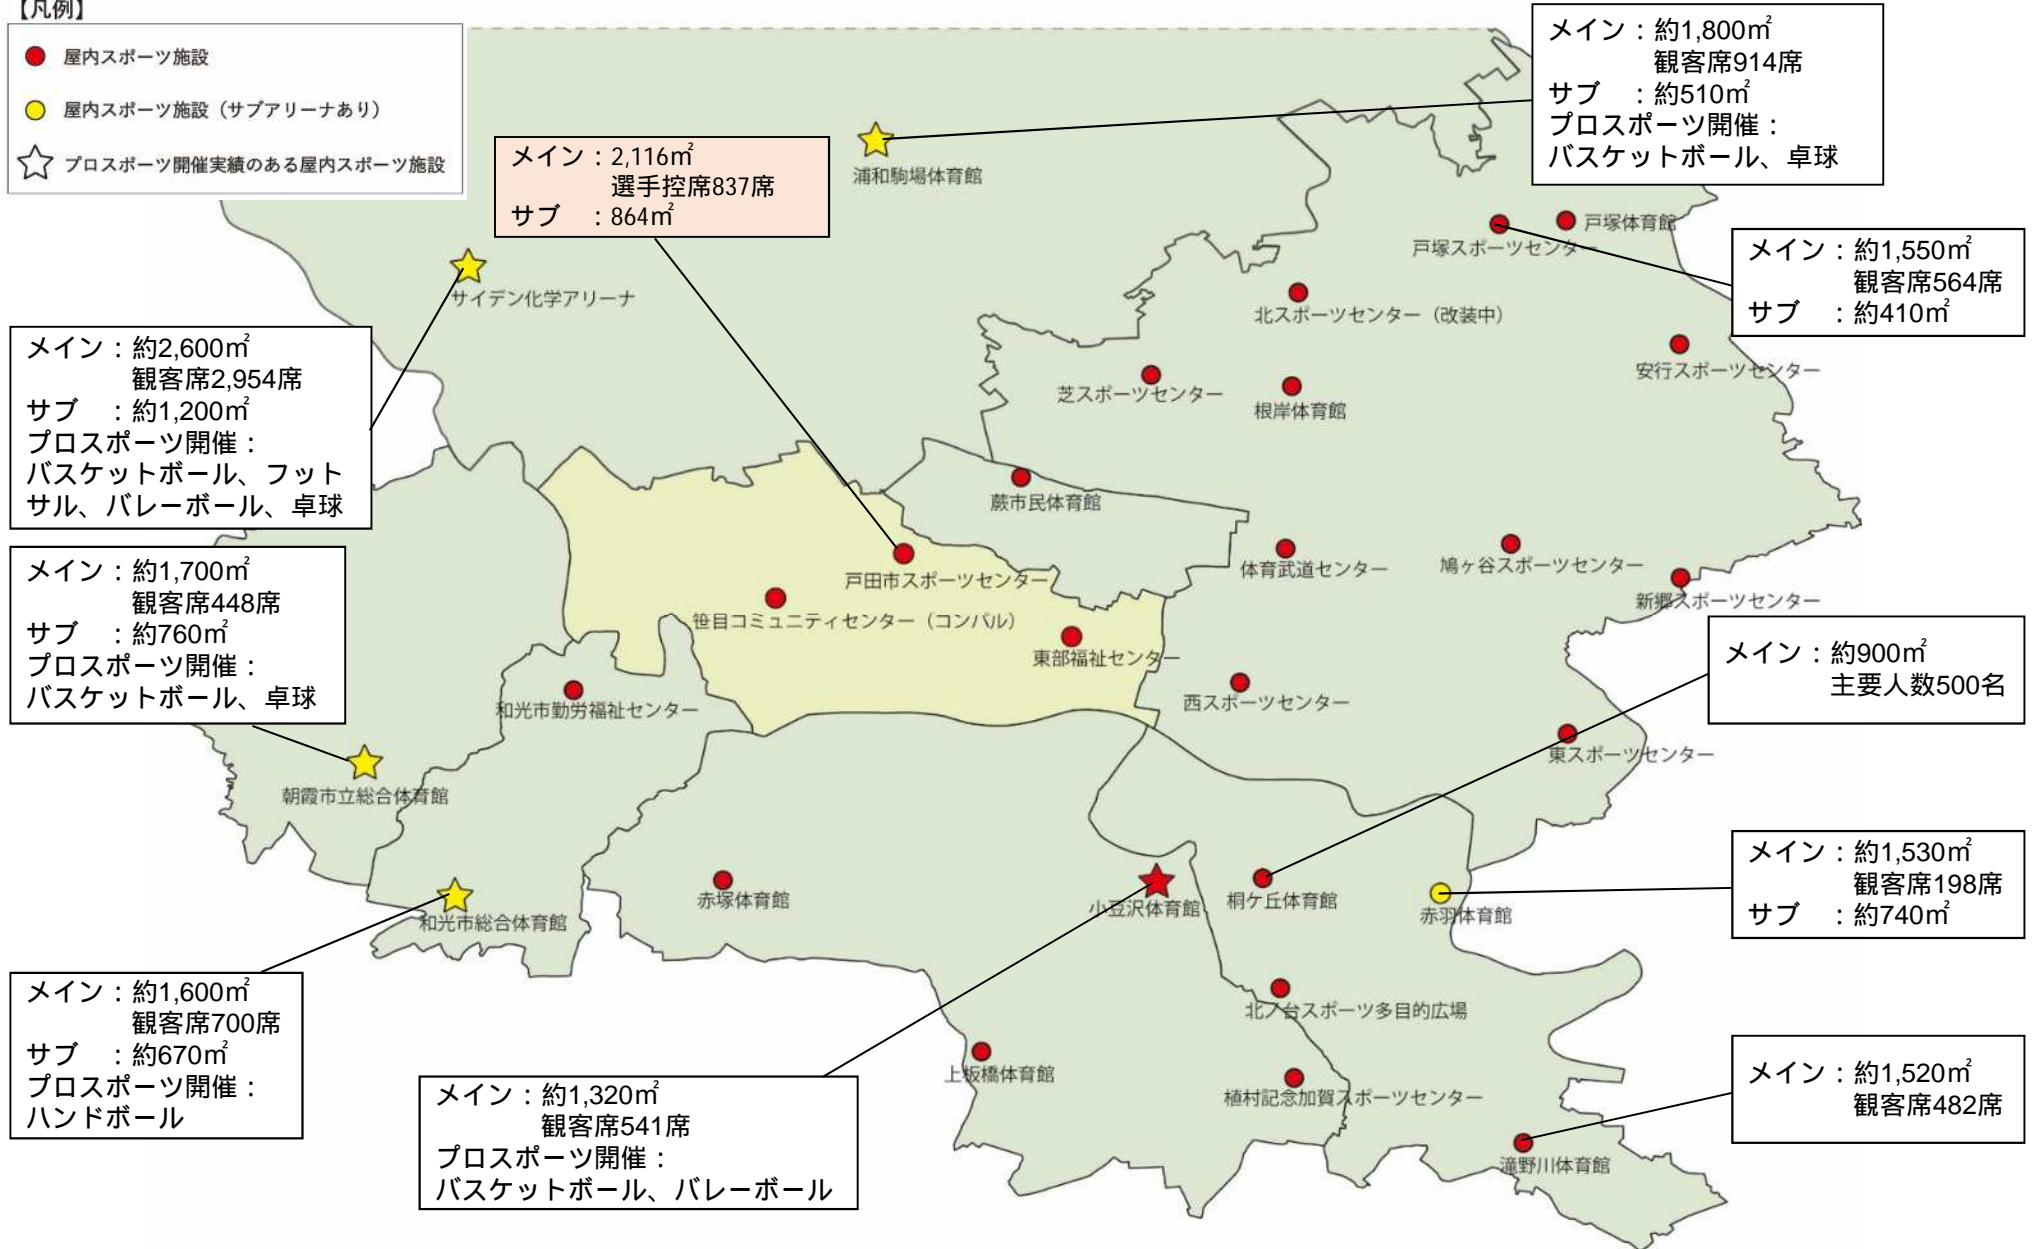 【凡例】
屋内スポーツ施設
屋内スポーツ施設（サブアリーナあり）
プロスポーツ開催実績のある屋内スポーツ施設
メイン：約1,800㎡
観客席914席
サブ　：約510㎡
プロスポーツ開催：
バスケットボール、卓球
メイン：2,116㎡
選手控席837席
サブ　：864㎡
浦和駒場体育館
戸塚体育館
戸塚スポーツセンター
メイン：約1,550㎡
観客席564席
サブ　：約410㎡
サイデン化学アリーナ
北スポーツセンター（改装中）
メイン：約2,600㎡
観客席2,954席
サブ　：約1,200㎡
プロスポーツ開催：
バスケットボール、フット
サル、バレーボール、卓球
安行スポーツセンター
芝スポーツセンター
根岸体育館
蕨市民体育館
メイン：約1,700㎡
観客席448席
サブ　：約760㎡
プロスポーツ開催：
バスケットボール、卓球
戸田市スポーツセンター
体育武道センター
鳩ヶ谷スポーツセンター
新郷スポーツセンター
笹目コミュニティセンター（コンパル）
東部福祉センター
メイン：約900㎡
主要人数500名
和光市勤労福祉センター
西スポーツセンター
東スポーツセンター
朝霞市立総合体育館
メイン：約1,530㎡
観客席198席
サブ　：約740㎡
赤塚体育館
小豆沢体育館
桐ケ丘体育館
赤羽体育館
和光市総合体育館
メイン：約1,600㎡
観客席700席
サブ　：約670㎡
プロスポーツ開催：
ハンドボール
北ノ台スポーツ多目的広場
上板橋体育館
植村記念加賀スポーツセンター
メイン：約1,520㎡
観客席482席
メイン：約1,320㎡
観客席541席
プロスポーツ開催：
バスケットボール、バレーボール
滝野川体育館